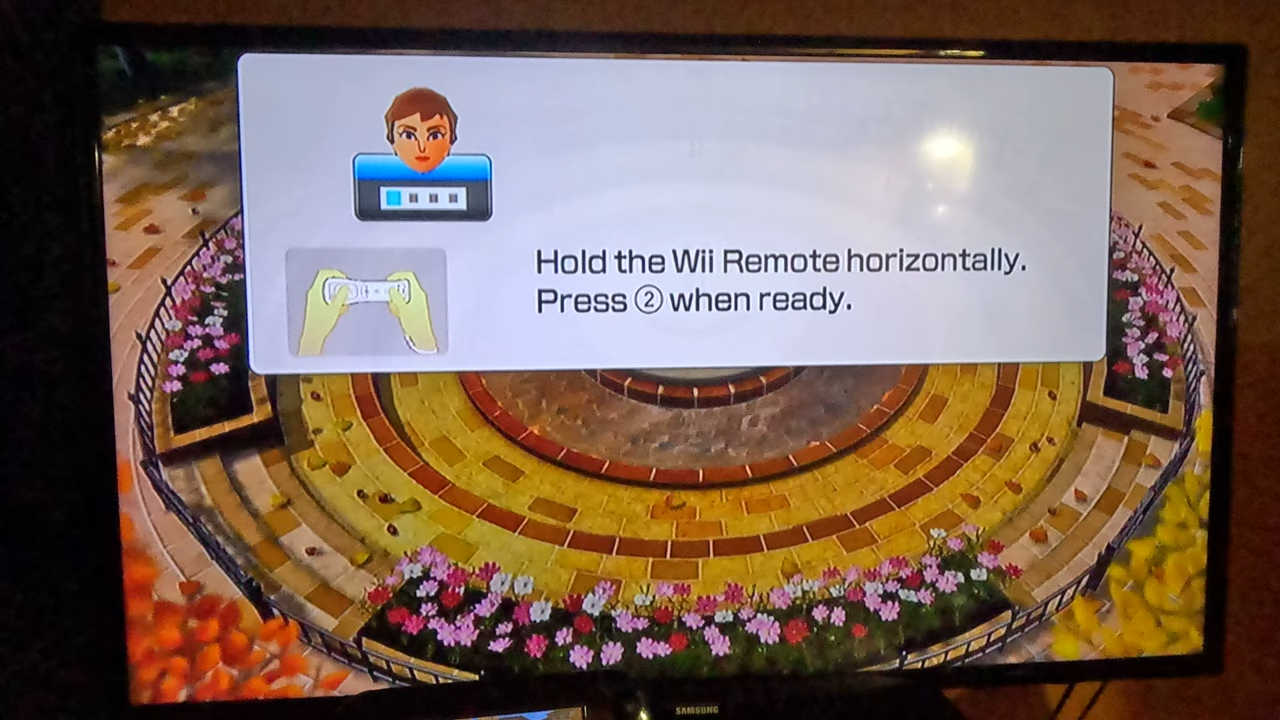 Hold the Wii Remote horizontally.
Press ② when ready.
SAMSUNG